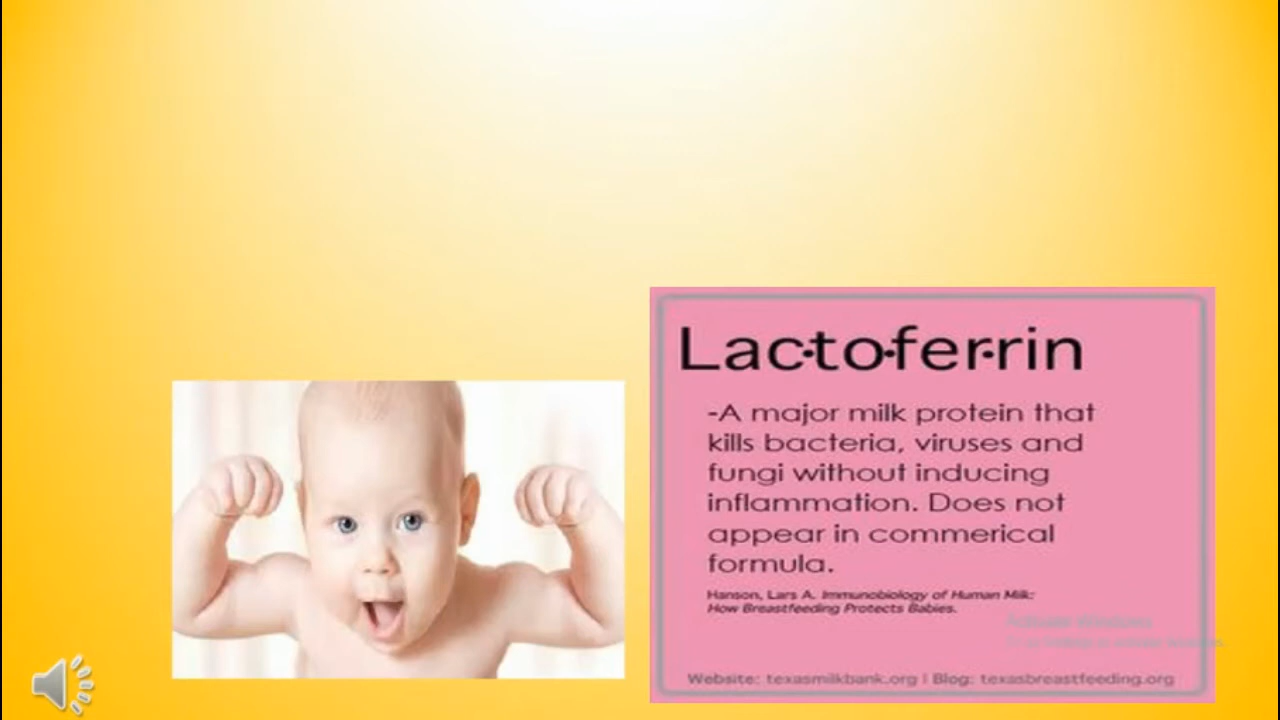 Lac·to·fer·rin
-A major milk protein that
kills bacteria, viruses and
fungi without inducing
inflammation. Does not
appear in commerical
formula.
Hanson, Lars A. Immunobiology of Human Milk:
How Breastfeeding Protects Babies.
Activate Windows
Website: texasmilkbank.org | Blog: texasbreastfeeding.org